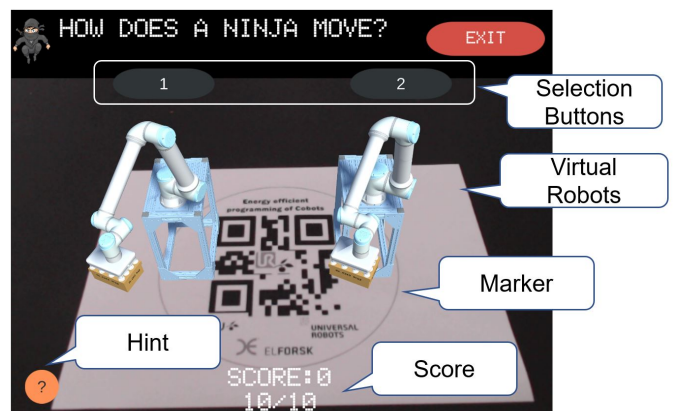 HOW DOES A NINJA MOVE?
EXIT
1
2
Selection
Buttons
Virtual
Robots
Energy efficient
programming of Cobots
UR
Marker
UNIVERSAL
ROBOTS
ELFORSK
Hint
?
SCORE:0
10/10
Score